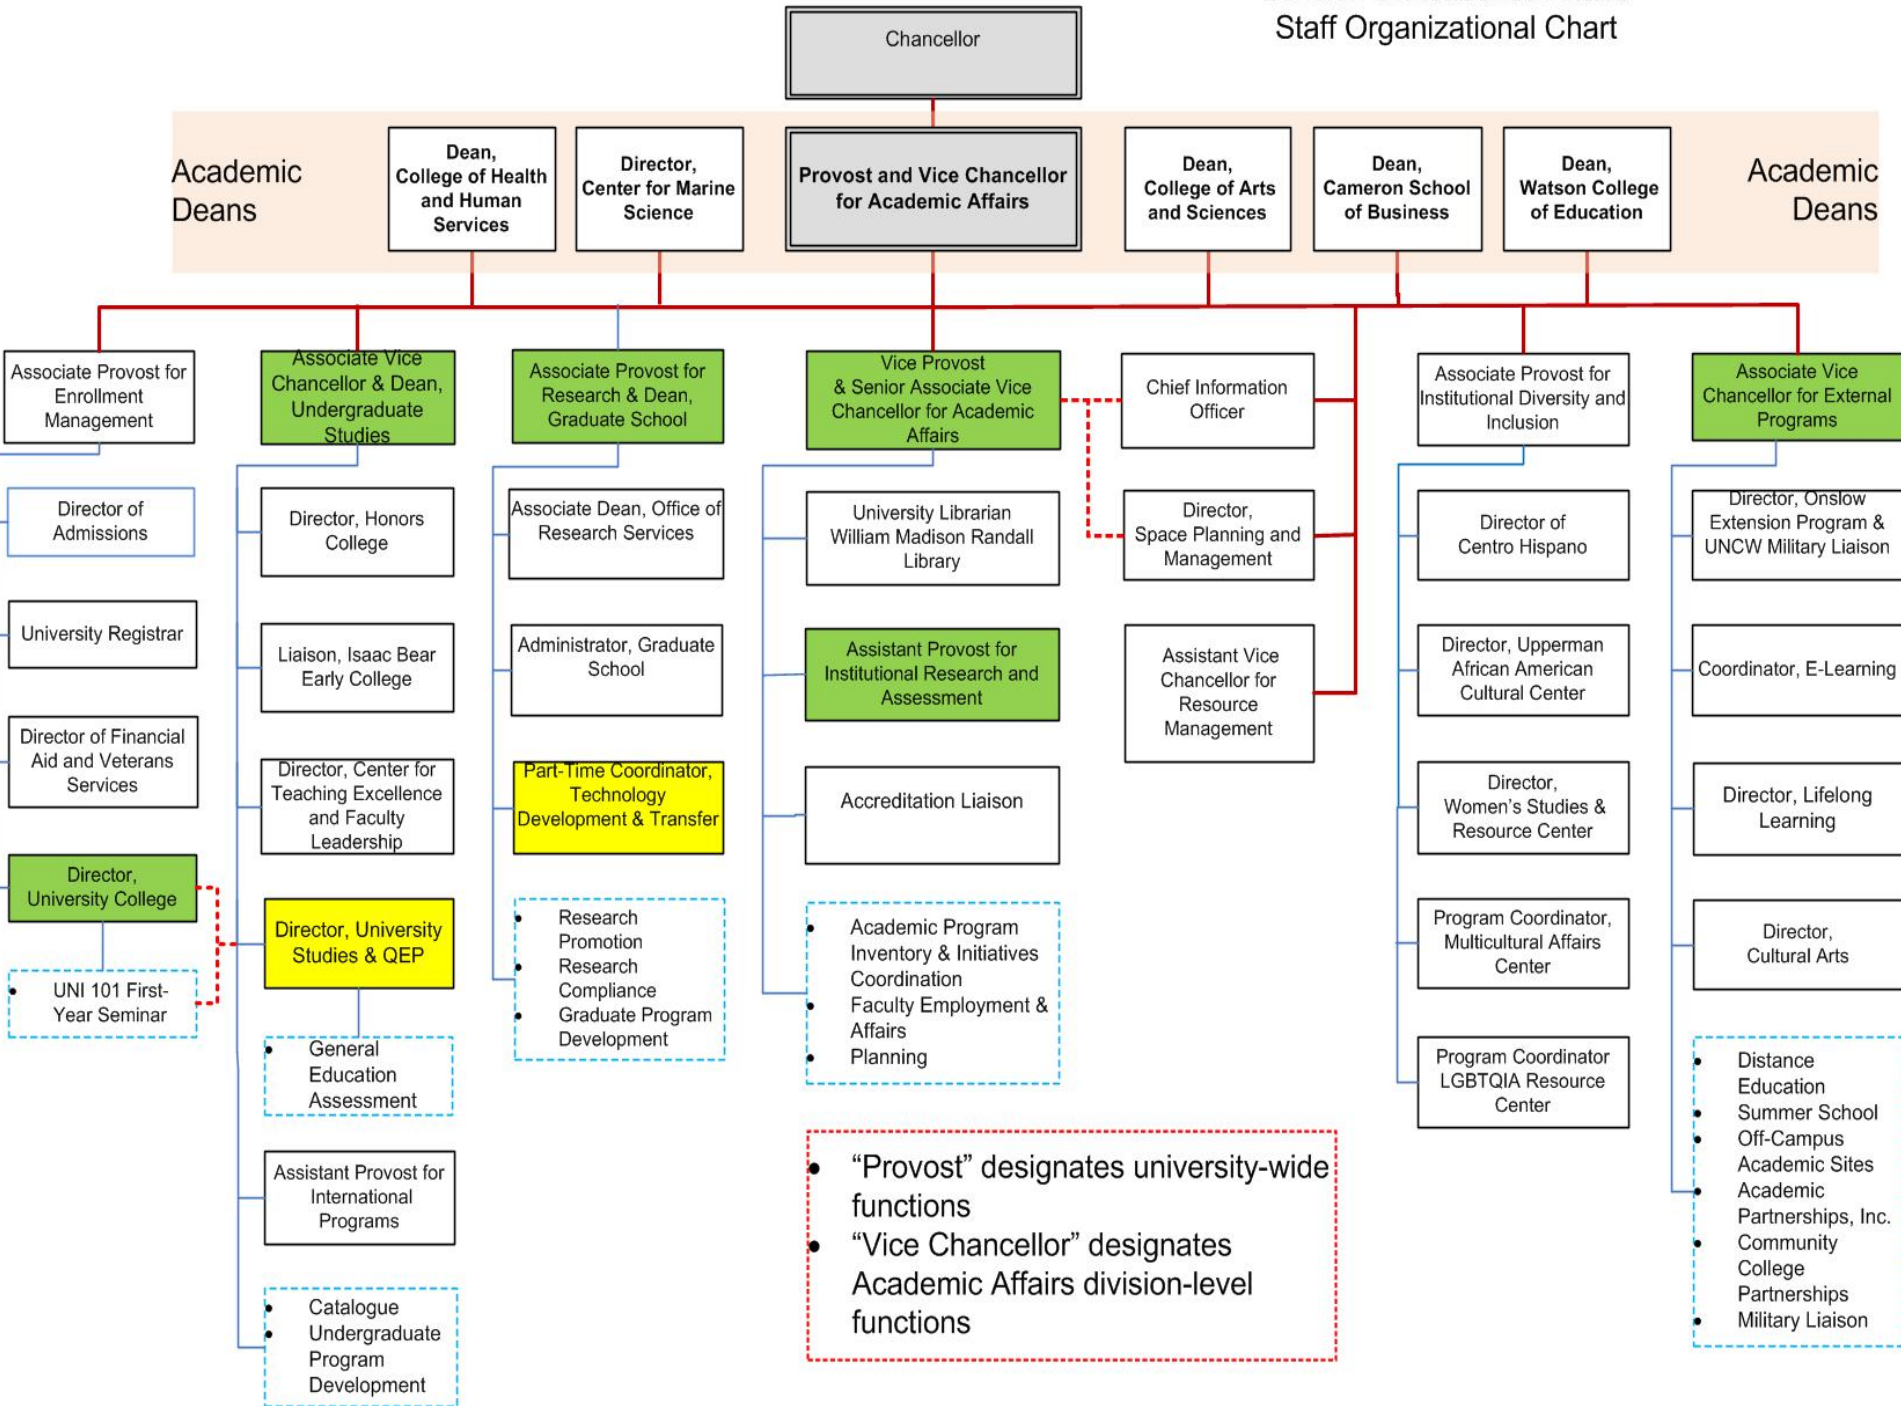 Staff Organizational Chart
Chancellor
Academic
Deans
Dean,
College of Health
and Human
Services
Director,
Center for Marine
Science
Provost and Vice Chancellor
for Academic Affairs
Dean,
College of Arts
and Sciences
Dean,
Cameron School
of Business
Dean,
Watson College
of Education
Academic
Deans
Associate Provost for
Enrollment
Management
Director of
Admissions
University Registrar
Director of Financial
Aid and Veterans
Services
Director,
University College
• UNI 101 First-
Year Seminar
Associate Vice
Chancellor & Dean,
Undergraduate
Studies
Director, Honors
College
Liaison, Isaac Bear
Early College
Director, Center for
Teaching Excellence
and Faculty
Leadership
Director, University
Studies & QEP
• General
Education
Assessment
Assistant Provost for
International
Programs
• Catalogue
• Undergraduate
Program
Development
Associate Provost for
Research & Dean,
Graduate School
Associate Dean, Office of
Research Services
Administrator, Graduate
School
Part-Time Coordinator,
Technology
Development & Transfer
• Research
Promotion
• Research
Compliance
• Graduate Program
Development
Vice Provost
& Senior Associate Vice
Chancellor for Academic
Affairs
University Librarian
William Madison Randall
Library
Assistant Provost for
Institutional Research and
Assessment
Accreditation Liaison
• Academic Program
Inventory & Initiatives
Coordination
• Faculty Employment &
Affairs
• Planning
Chief Information
Officer
Director,
Space Planning and
Management
Assistant Vice
Chancellor for
Resource
Management
Associate Provost for
Institutional Diversity and
Inclusion
Director of
Centro Hispano
Director, Upperman
African American
Cultural Center
Director,
Women’s Studies &
Resource Center
Program Coordinator,
Multicultural Affairs
Center
Program Coordinator
LGBTQIA Resource
Center
Associate Vice
Chancellor for External
Programs
Director, Onslow
Extension Program &
UNCW Military Liaison
Coordinator, E-Learning
Director, Lifelong
Learning
Director,
Cultural Arts
• Distance
Education
• Summer School
• Off-Campus
Academic Sites
• Academic
Partnerships, Inc.
• Community
College
Partnerships
• Military Liaison
• “Provost” designates university-wide
functions
• “Vice Chancellor” designates
Academic Affairs division-level
functions